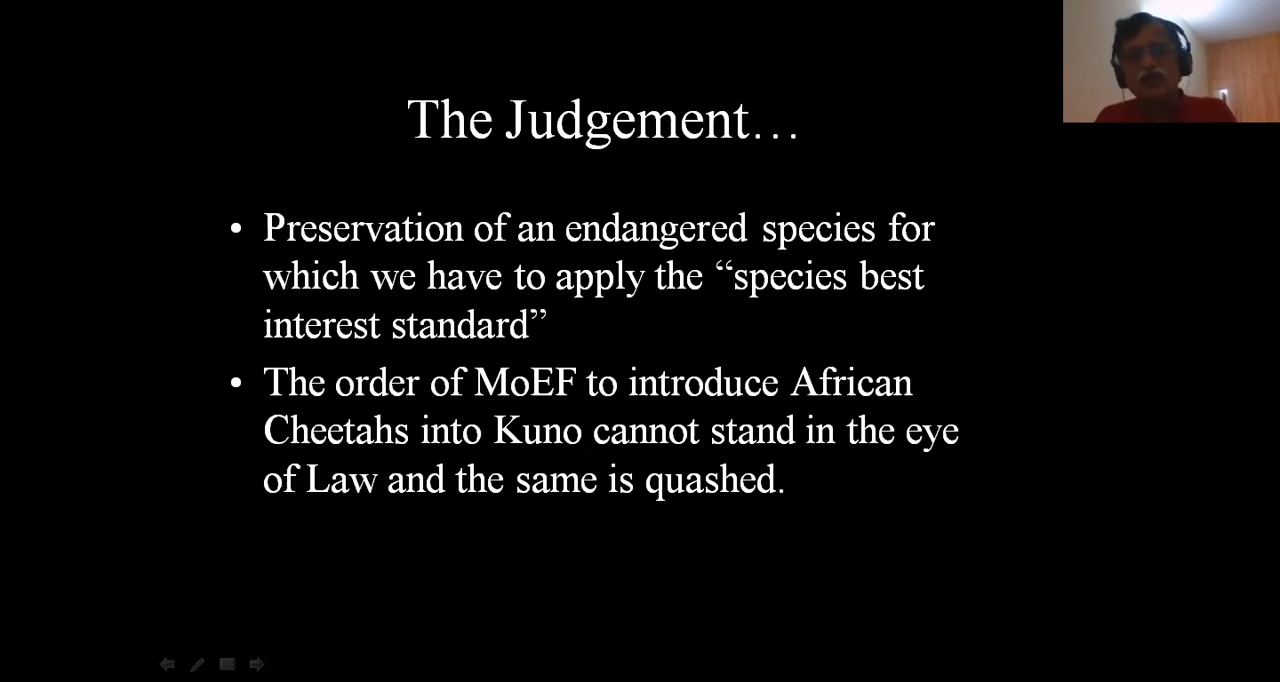 The Judgement…
• Preservation of an endangered species for
which we have to apply the “species best
interest standard”
• The order of MoEF to introduce African
Cheetahs into Kuno cannot stand in the eye
of Law and the same is quashed.